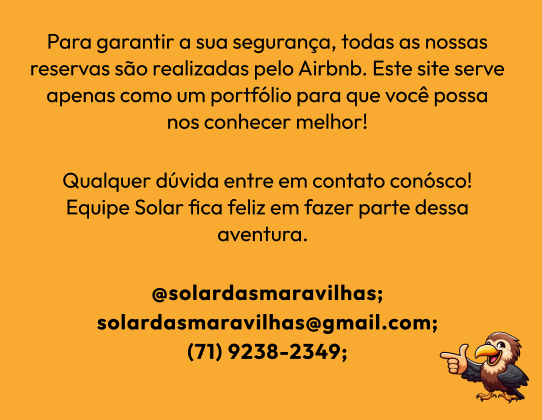 Para garantir a sua segurança, todas as nossas
reservas são realizadas pelo Airbnb. Este site serve
apenas como um portfólio para que você possa
nos conhecer melhor!
Qualquer dúvida entre em contato conósco!
Equipe Solar fica feliz em fazer parte dessa
aventura.
@solardasmaravilhas;
solardasmaravilhas@gmail.com;
(71) 9238-2349;